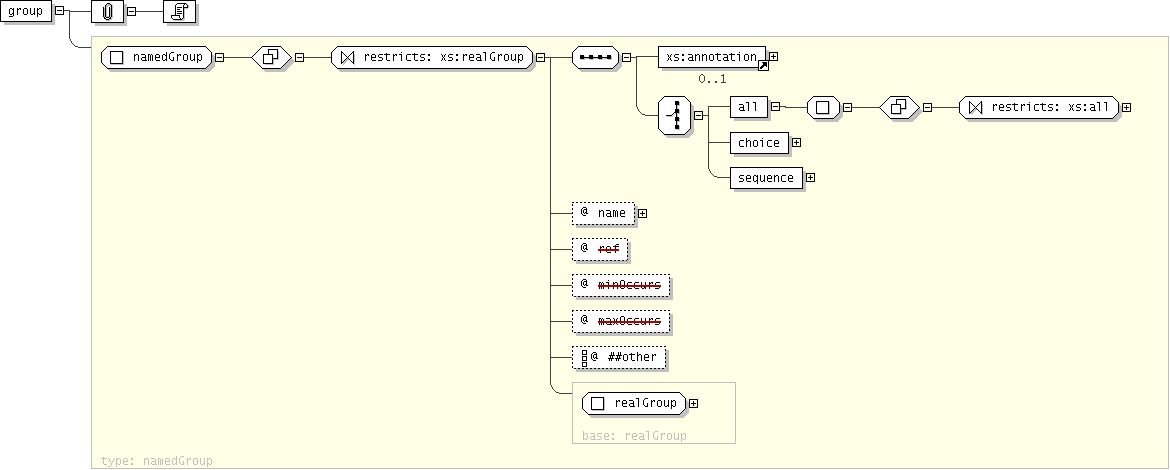 group
namedGroup
restricts: xs:realGroup
xs:annotation
0..1
all
restricts: xs:all
choice
sequence
@ name
@ ref
@ minOccurs
@ maxOccurs
@ ##other
realGroup
base: realGroup
type: namedGroup